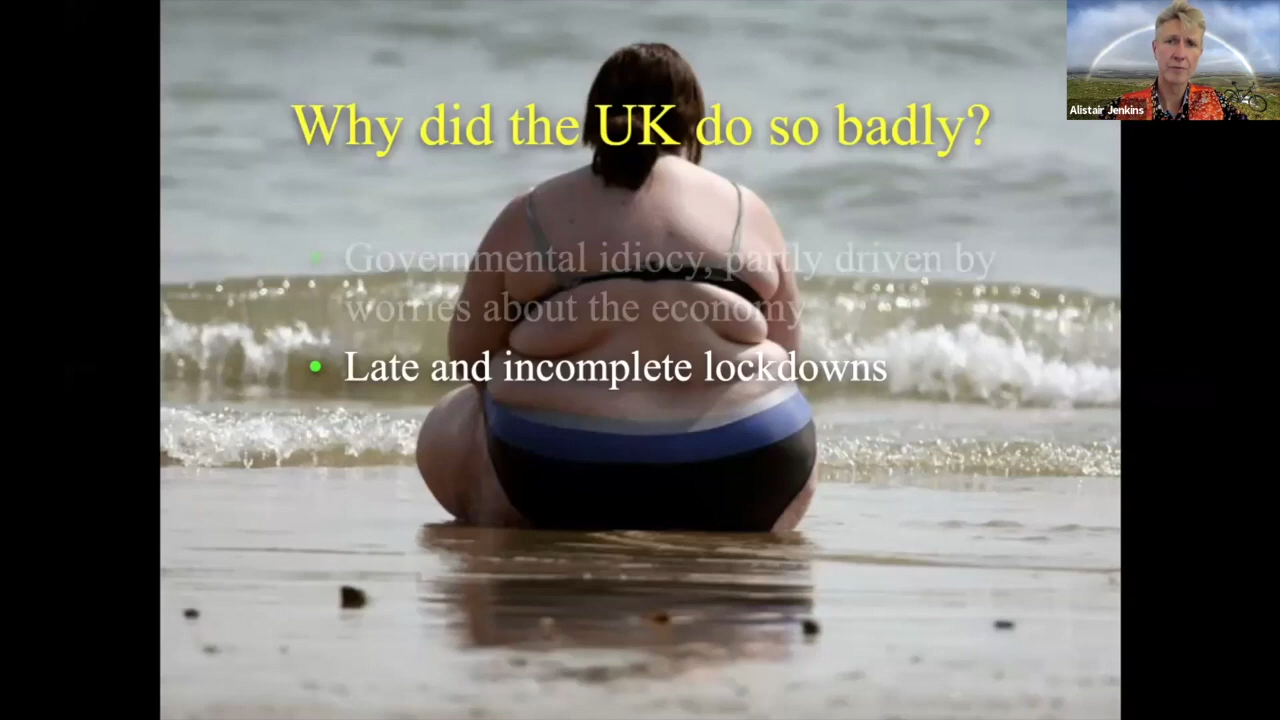 Alistair Jenkins
Why did the UK do so badly?
• Governmental idiocy, partly driven by
worries about the economy
• Late and incomplete lockdowns